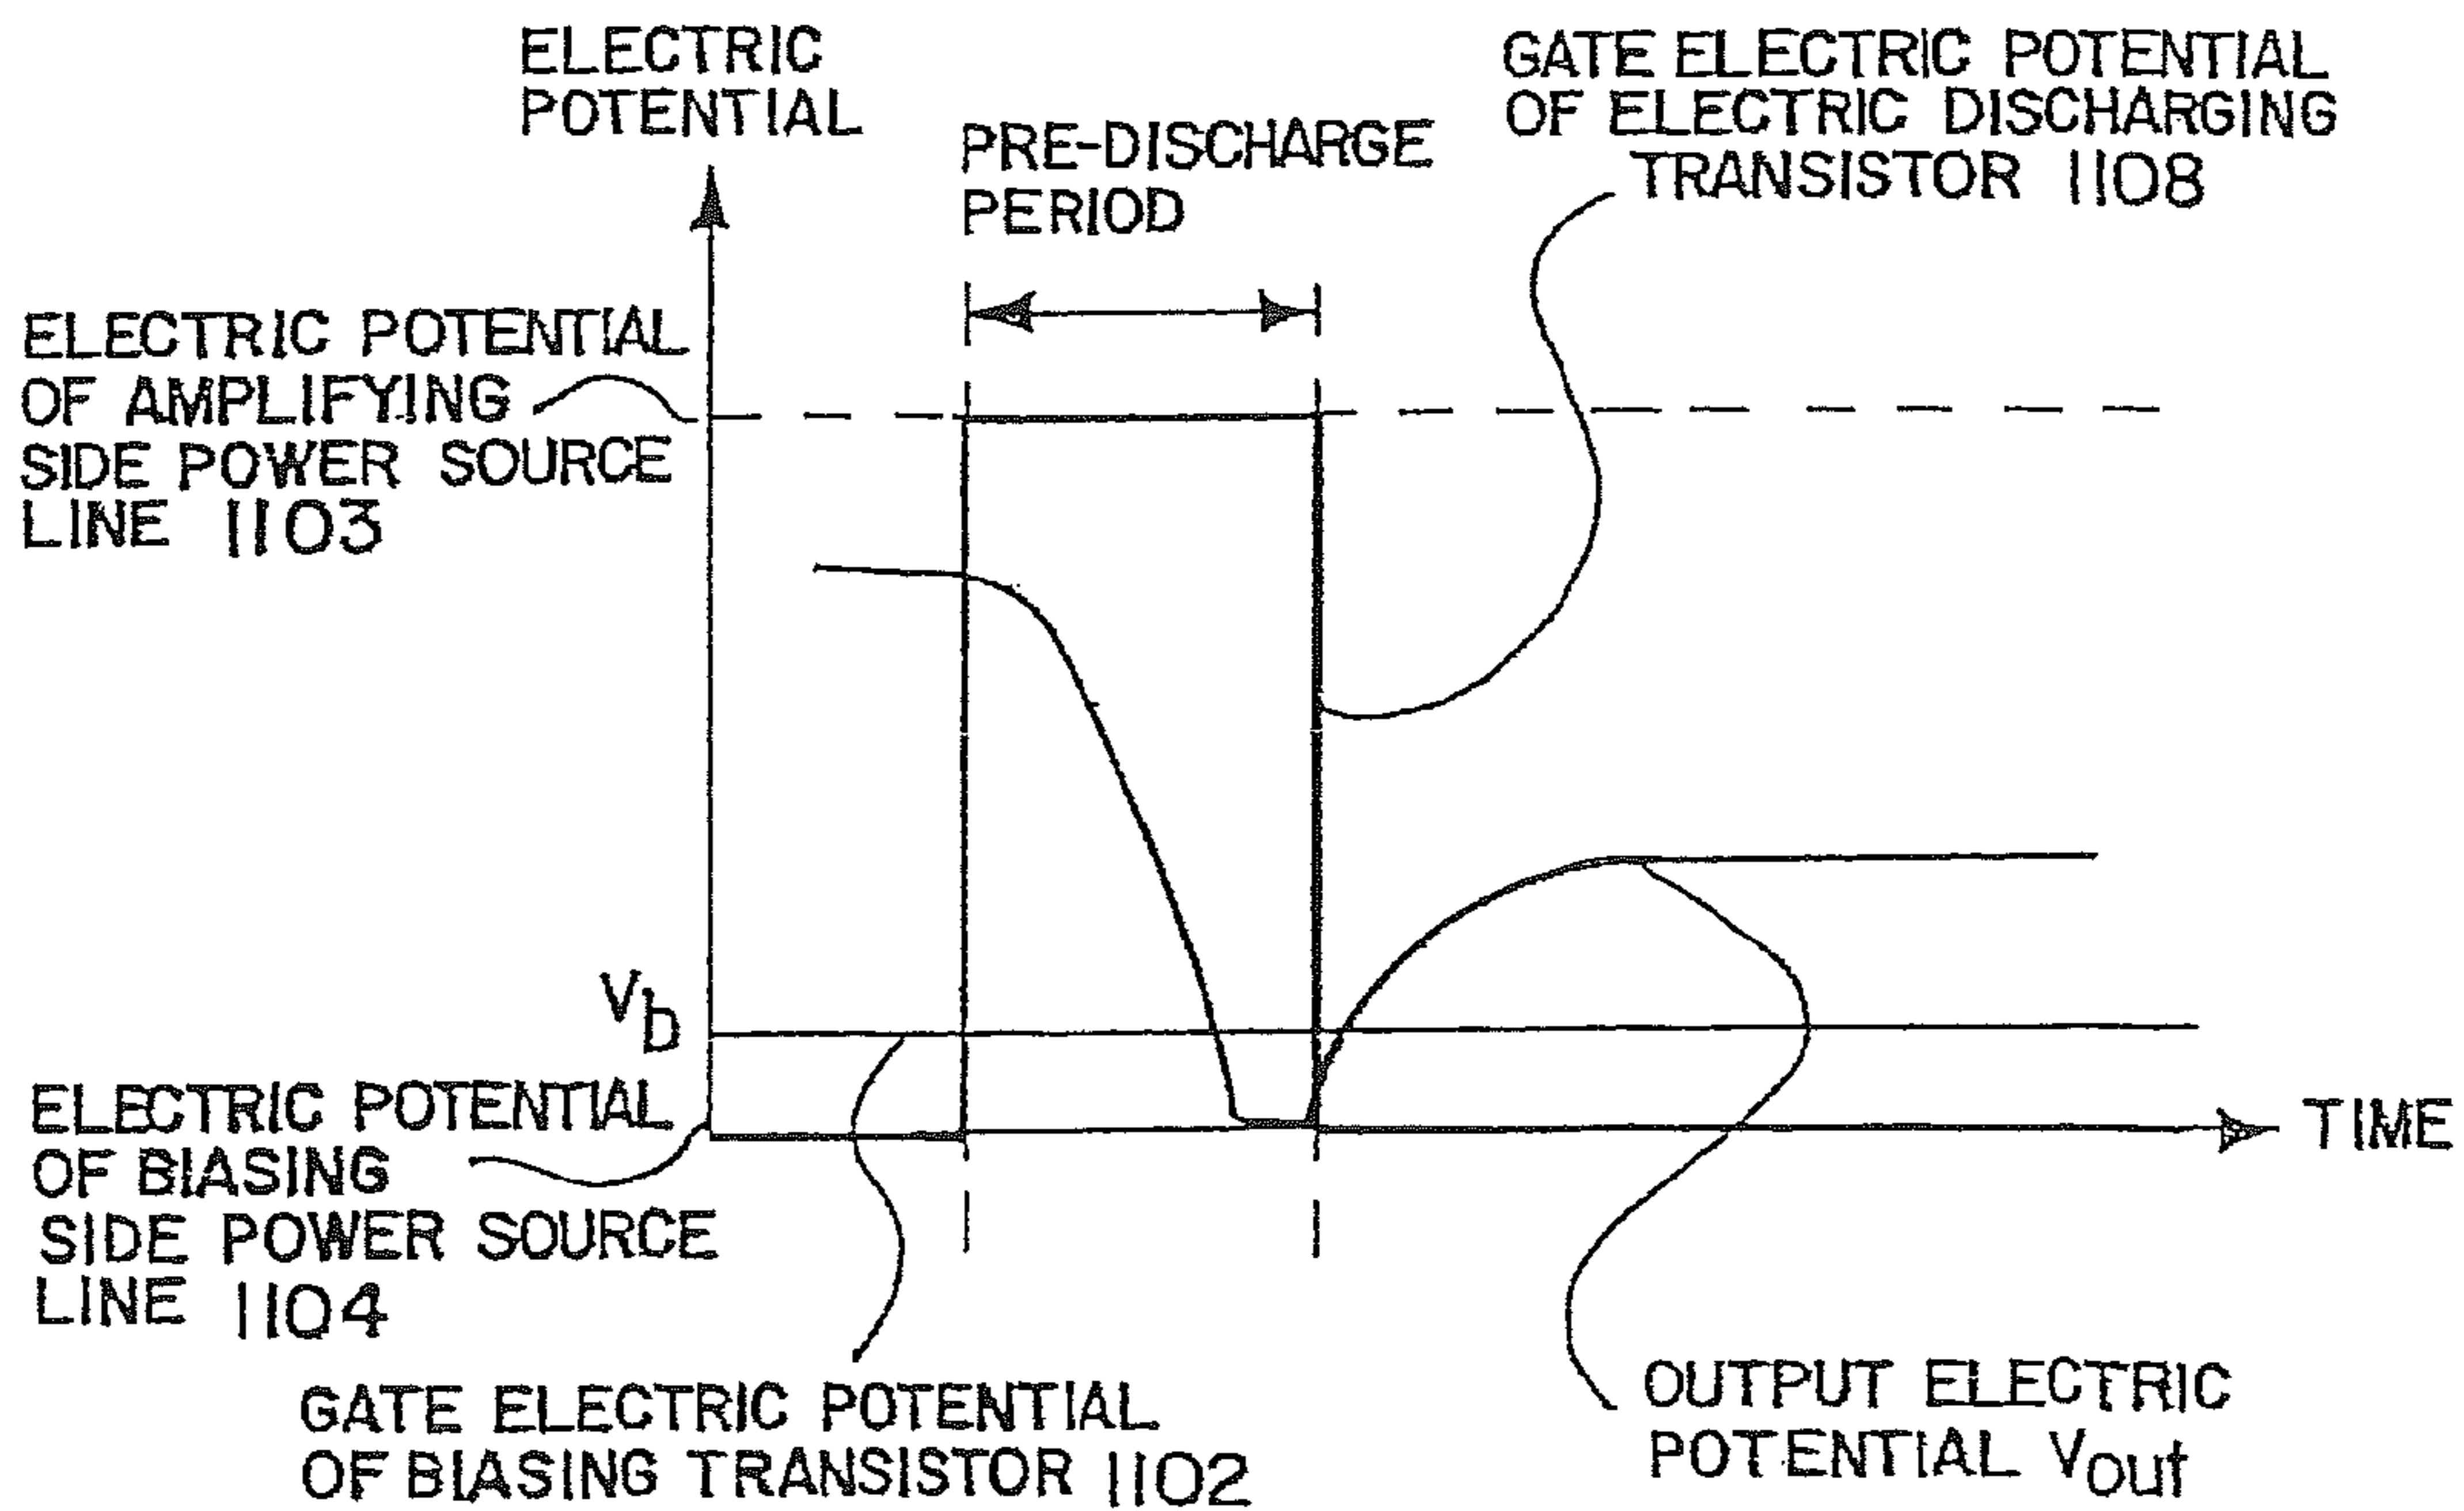 ELECTRIC
POTENTIAL
PRE-DISCHARGE
PERIOD
GATE ELECTRIC POTENTIAL
OF ELECTRIC DISCHARGING
TRANSISTOR 1108
ELECTRIC POTENTIAL
OF AMPLIFYING
SIDE POWER SOURCE
LINE 1103
Vb
ELECTRIC POTENTIAL
OF BIASING
SIDE POWER SOURCE
LINE 1104
TIME
GATE ELECTRIC POTENTIAL
OF BIASING TRANSISTOR 1102
OUTPUT ELECTRIC
POTENTIAL Vout